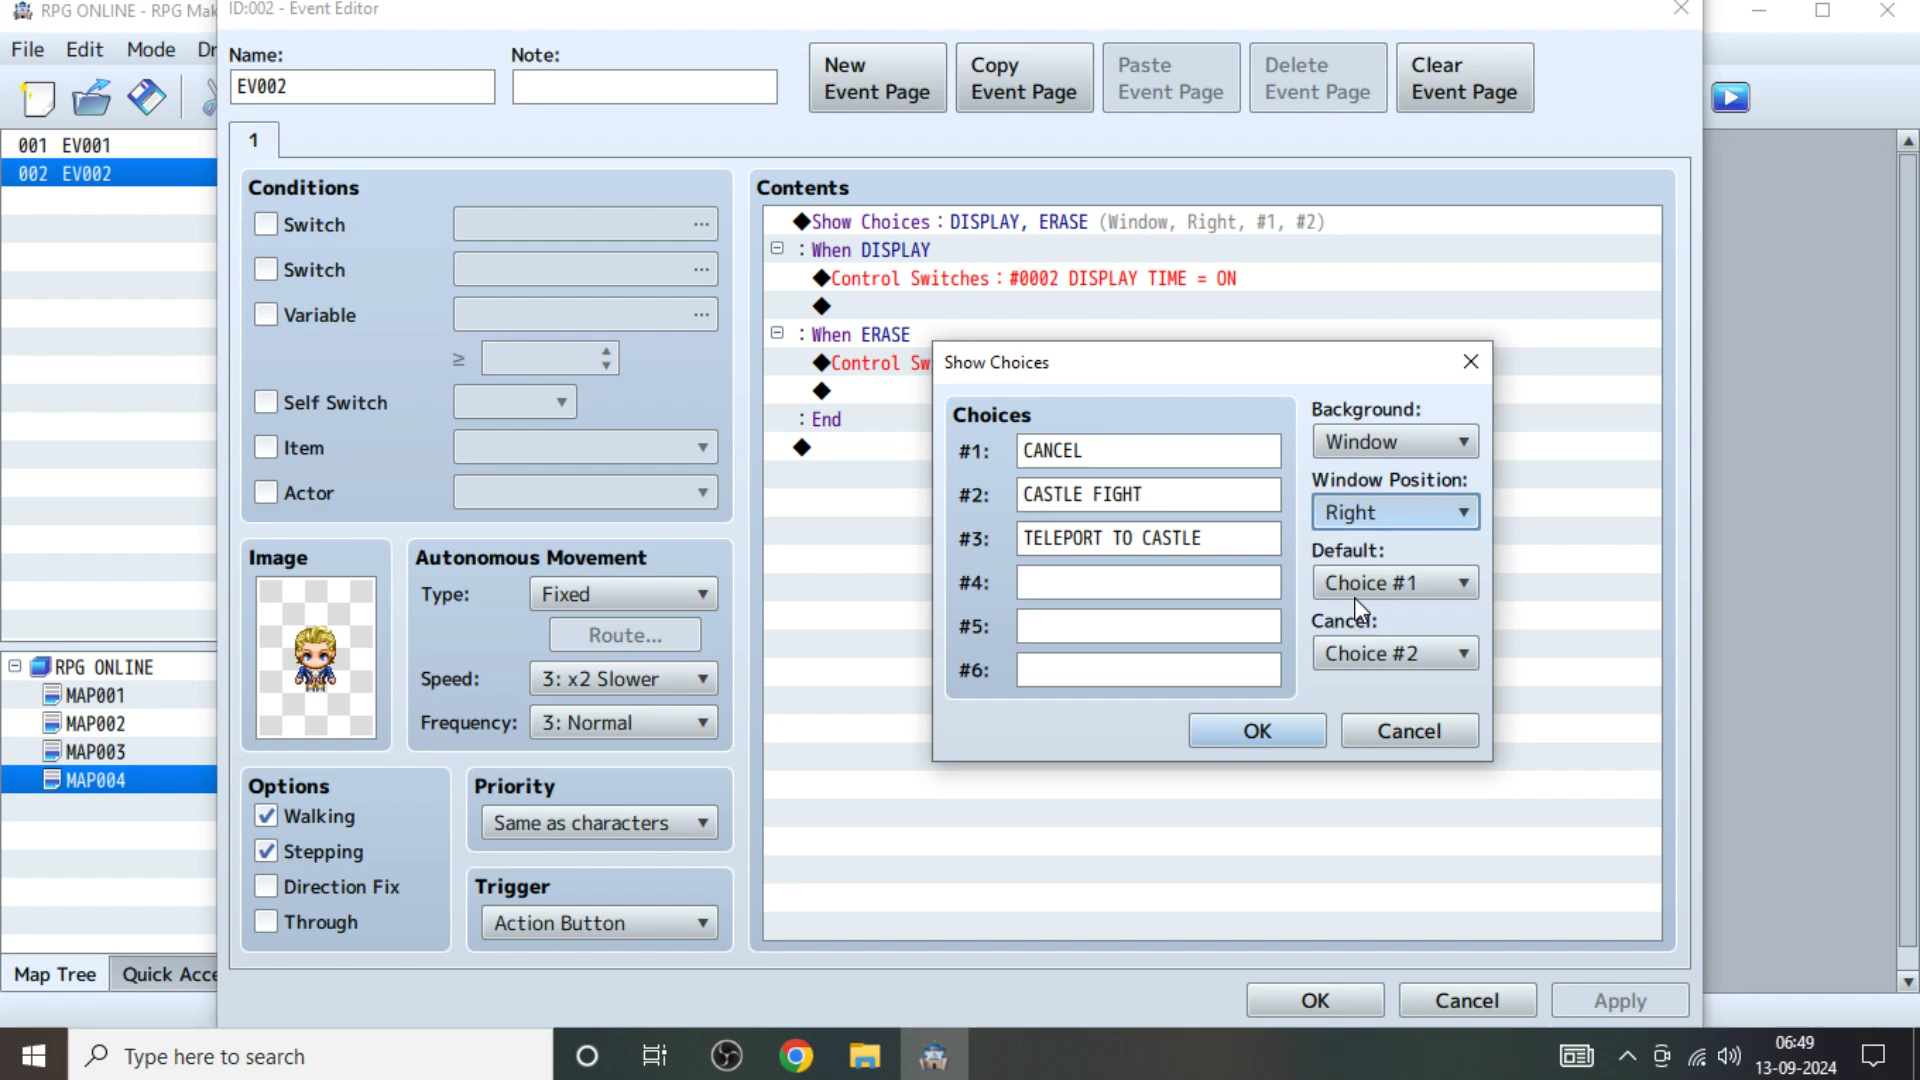 RPG ONLINE - RPG Mak
ID:002 - Event Editor
File Edit Mode Dr
Name:
Note:
EV002
New
Event Page
Copy
Event Page
Paste
Event Page
Delete
Event Page
Clear
Event Page
001 EV001
002 EV002
1
Conditions
Switch ...
Switch ...
Variable ...
≥
Self Switch
Item
Actor
Contents
◆Show Choices：DISPLAY, ERASE (Window, Right, #1, #2)
: When DISPLAY
◆Control Switches：#0002 DISPLAY TIME = ON
◆
: When ERASE
◆Control Sw
◆
: End
◆
Show Choices
Choices
#1: CANCEL
#2: CASTLE FIGHT
#3: TELEPORT TO CASTLE
#4:
#5:
#6:
Background:
Window
Window Position:
Right
Default:
Choice #1
Cancel:
Choice #2
OK
Cancel
Image
Autonomous Movement
Type: Fixed
Route...
Speed: 3: x2 Slower
Frequency: 3: Normal
RPG ONLINE
MAP001
MAP002
MAP003
MAP004
Options
Walking
Stepping
Direction Fix
Through
Priority
Same as characters
Trigger
Action Button
Map Tree
Quick Acce
OK
Cancel
Apply
Type here to search
06:49
13-09-2024